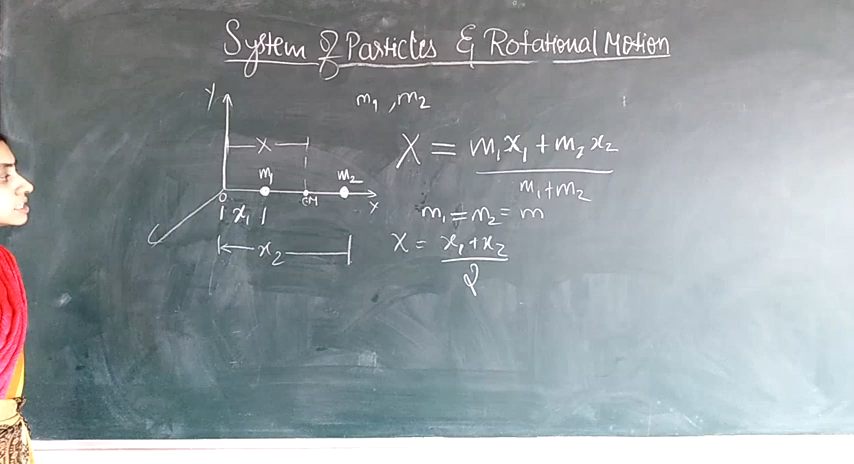 System of Particles & Rotational Motion
m₁, m₂
Y
X
m₁
m₂
O
CM
X
x₁
x₂
X = m₁x₁ + m₂x₂
m₁+m₂
m₁ = m₂ = m
X = x₁+x₂
2